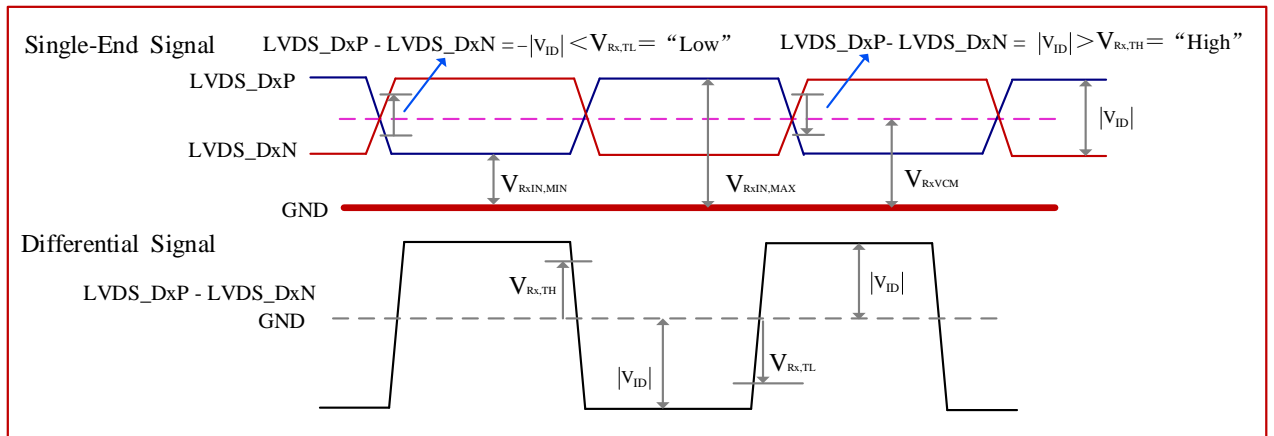 Single-End Signal
LVDS_DxP - LVDS_DxN = -|VID| < VRx,TL = “Low”
LVDS_DxP- LVDS_DxN = |VID| > VRx,TH = “High”
LVDS_DxP
|VID|
LVDS_DxN
VRxIN,MIN
VRxIN,MAX
VRxVCM
GND
Differential Signal
VRx,TH
|VID|
LVDS_DxP - LVDS_DxN
GND
|VID|
VRx,TL